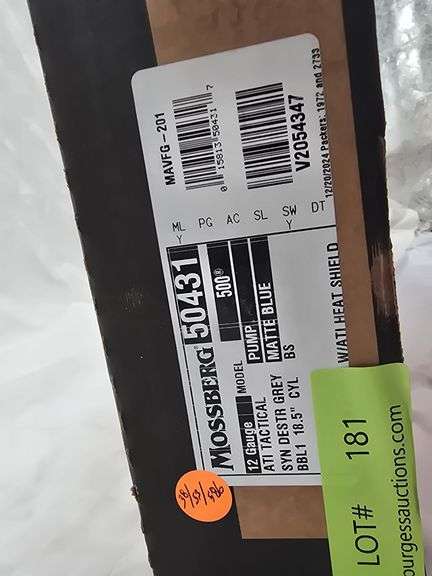 MAVFG-201
0 15813 50431 7
V2054347
12/20/2024 Packers: 1972 and 2733
ML PG AC SL SW DT
Y Y
MOSSBERG® 50431
12 Gauge MODEL 500® PUMP
ATI TACTICAL MATTE BLUE
SYN DESTR GREY BS
BBL1 18.5" CYL
W/ATI HEAT SHIELD
LOT# 181
burgessauctions.com